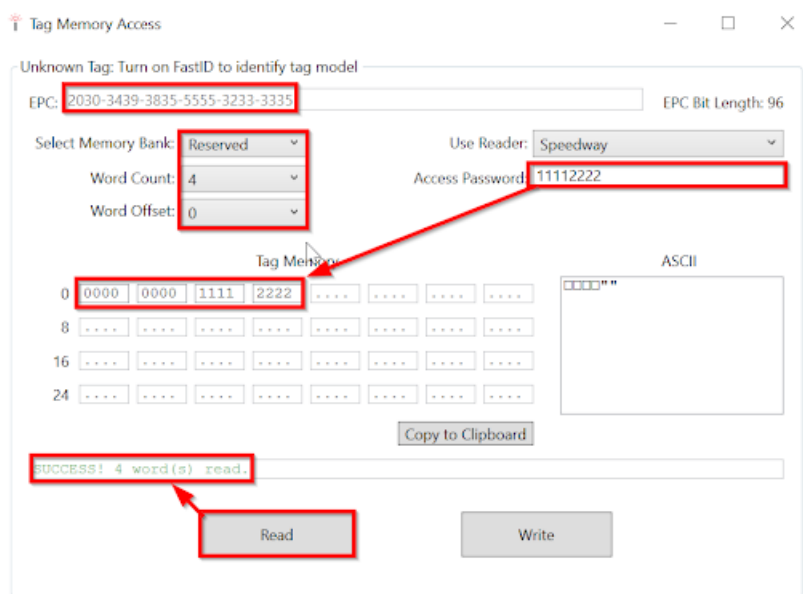 Tag Memory Access
Unknown Tag: Turn on FastID to identify tag model
EPC: 2030-3439-3835-5555-3233-3335 EPC Bit Length: 96
Select Memory Bank: Reserved Use Reader: Speedway
Word Count: 4 Access Password: 11112222
Word Offset: 0
Tag Memory ASCII
0 0000 0000 1111 2222 .... .... .... .... □□□□""
8 .... .... .... .... .... .... .... ....
16 .... .... .... .... .... .... .... ....
24 .... .... .... .... .... .... .... ....
Copy to Clipboard
SUCCESS! 4 word(s) read.
Read Write